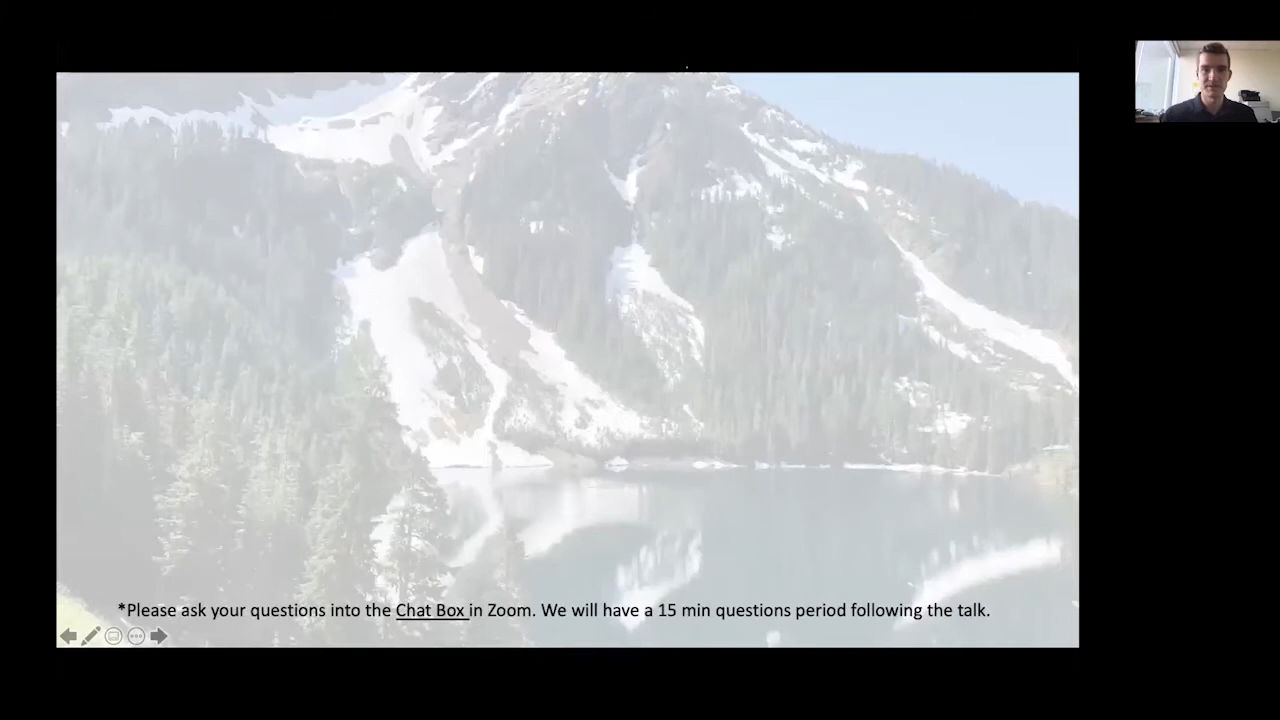 *Please ask your questions into the Chat Box in Zoom. We will have a 15 min questions period following the talk.